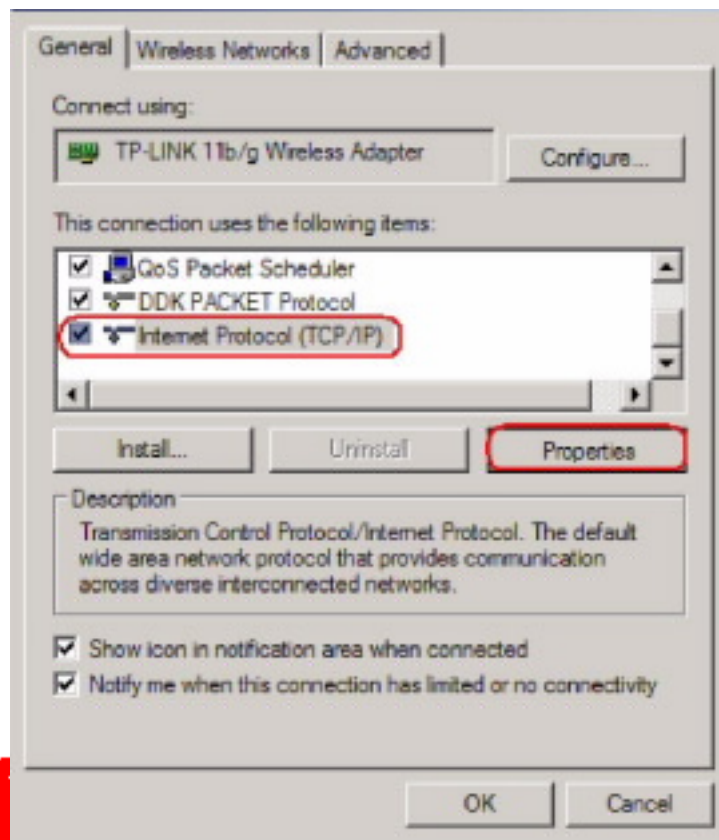 General Wireless Networks Advanced
Connect using:
TP-LINK 11b/g Wireless Adapter Configure...
This connection uses the following items:
QoS Packet Scheduler
DDK PACKET Protocol
Internet Protocol (TCP/IP)
Install... Uninstall Properties
Description
Transmission Control Protocol/Internet Protocol. The default
wide area network protocol that provides communication
across diverse interconnected networks.
Show icon in notification area when connected
Notify me when this connection has limited or no connectivity
OK Cancel